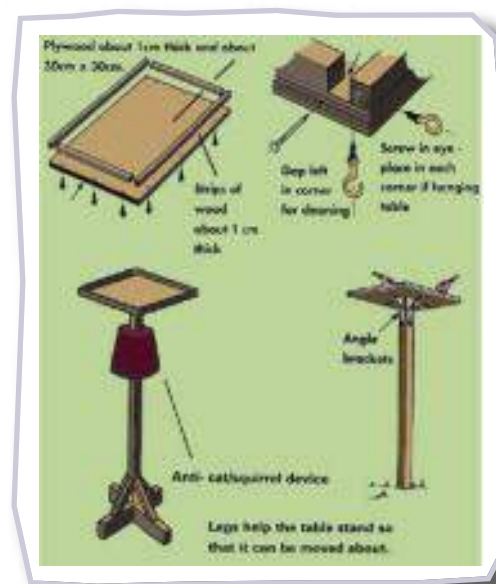 Plywood about 1cm thick and about
30cm x 30cm.
Strips of
wood
about 1 cm
thick
Gap left
in corner
for cleaning
Screw in eye -
place in each
corner if hanging
table
Angle
brackets
Anti- cat/squirrel device
Legs help the table stand so
that it can be moved about.